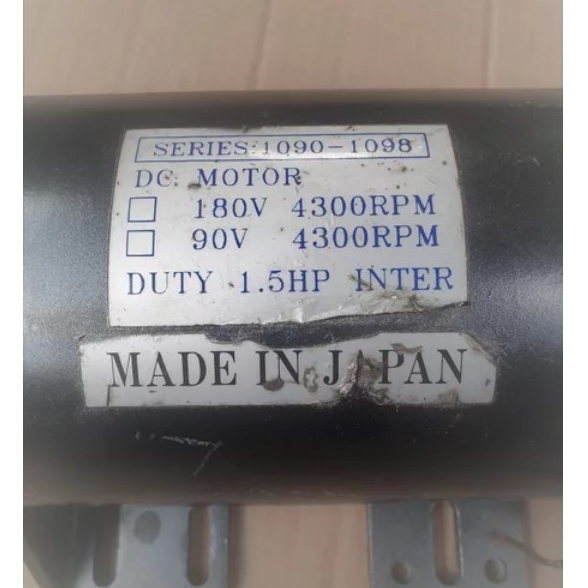 SERIES:1090-1098
DC MOTOR
180V 4300RPM
90V 4300RPM
DUTY 1.5HP INTER
MADE IN JAPAN